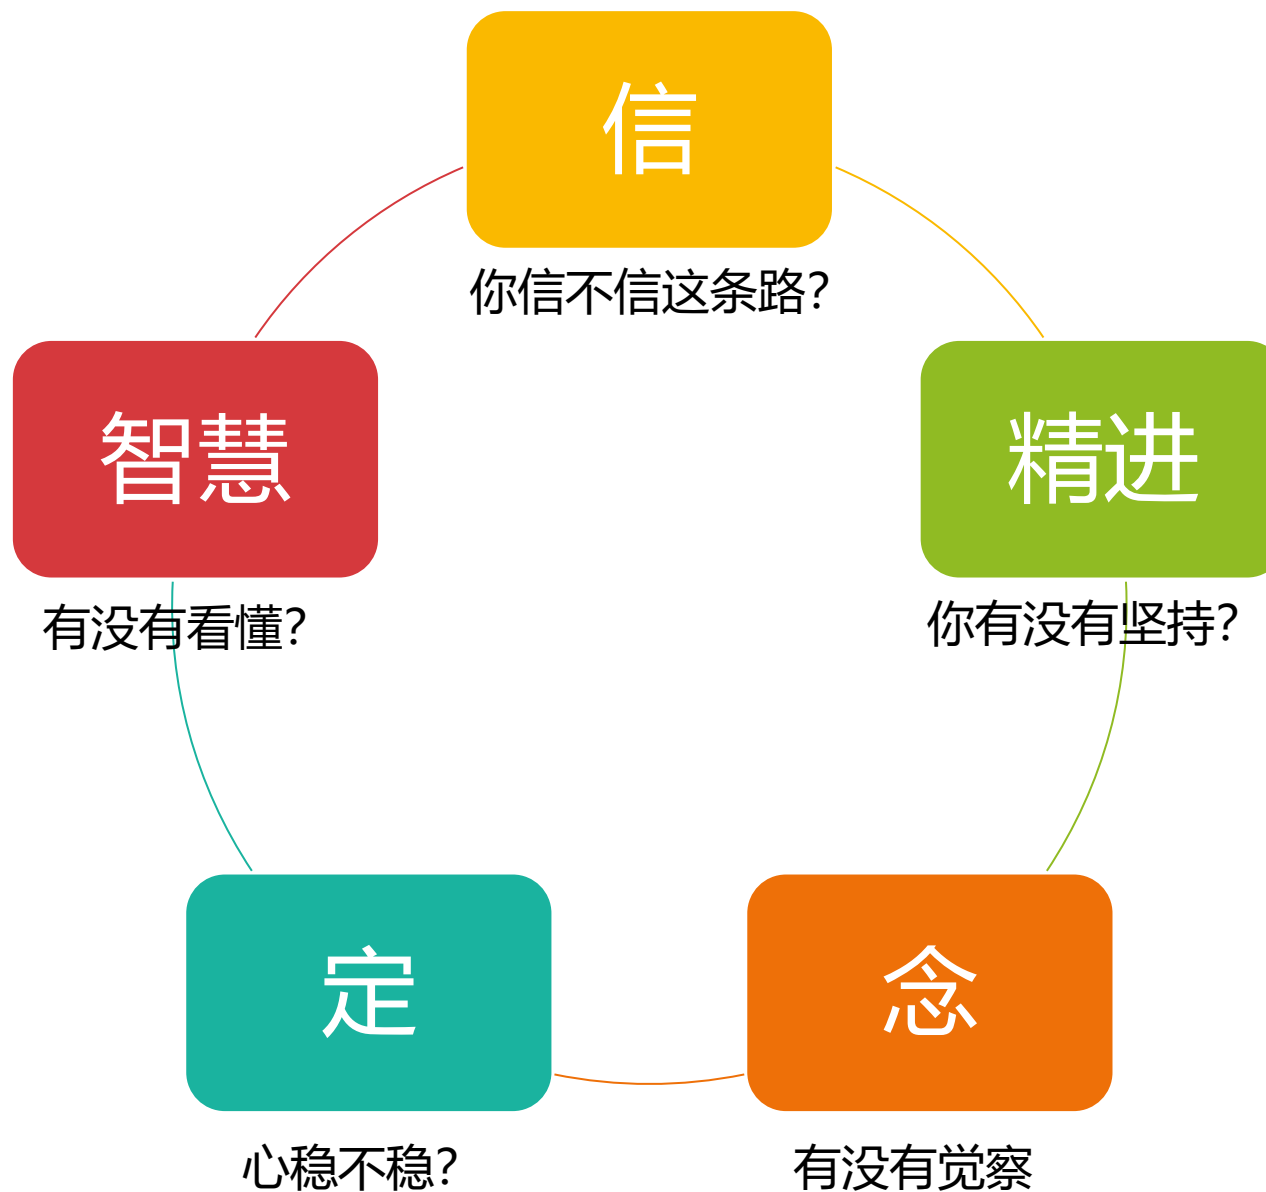 信
你信不信这条路？
智慧
精进
有没有看懂？
你有没有坚持？
定
念
心稳不稳？
有没有觉察